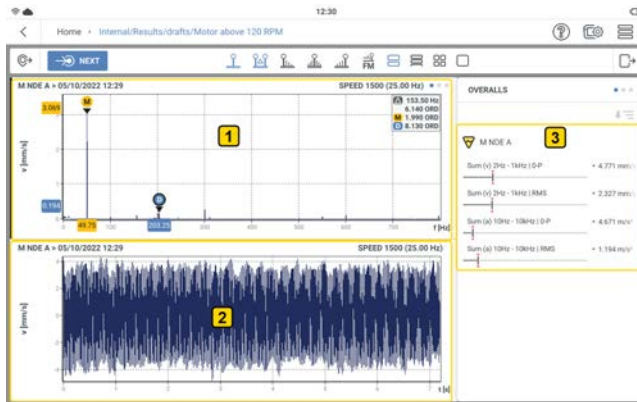 12:30
Home › Internal/Results/drafts/Motor above 120 RPM
NEXT
FM
M NDE A » 05/10/2022 12:29 SPEED 1500 (25.00 Hz)
M
3.069
153.50 Hz
6.140 ORD
M 1.990 ORD
D 8.130 ORD
1
v [mm/s]
D
0.194
49.75
203.25
f [Hz]
M NDE A » 05/10/2022 12:29 SPEED 1500 (25.00 Hz)
v [mm/s]
2
t [s]
OVERALLS
3
M NDE A
Sum (v) 2Hz - 1kHz | 0-P 4.771 mm/s
Sum (v) 2Hz - 1kHz | RMS 2.327 mm/s
Sum (a) 10Hz - 10kHz | 0-P 4.671 m/s²
Sum (a) 10Hz - 10kHz | RMS 1.194 m/s²